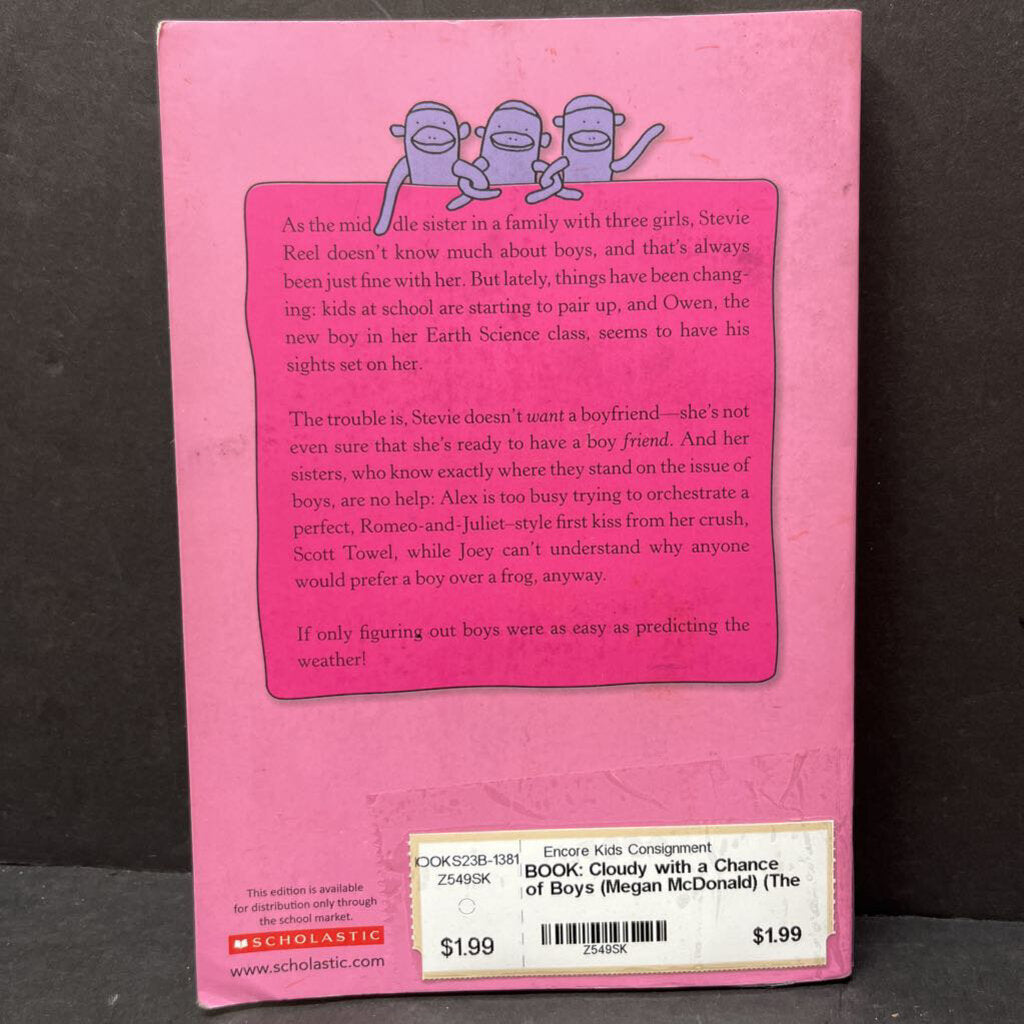 As the middle sister in a family with three girls, Stevie
Reel doesn't know much about boys, and that's always
been just fine with her. But lately, things have been chang-
ing: kids at school are starting to pair up, and Owen, the
new boy in her Earth Science class, seems to have his
sights set on her.
The trouble is, Stevie doesn't want a boyfriend—she's not
even sure that she's ready to have a boy friend. And her
sisters, who know exactly where they stand on the issue of
boys, are no help: Alex is too busy trying to orchestrate a
perfect, Romeo-and-Juliet–style first kiss from her crush,
Scott Towel, while Joey can't understand why anyone
would prefer a boy over a frog, anyway.
If only figuring out boys were as easy as predicting the
weather!
This edition is available
for distribution only through
the school market.
SCHOLASTIC
www.scholastic.com
OOKS23B-1381
Z549SK
$1.99
Encore Kids Consignment
BOOK: Cloudy with a Chance
of Boys (Megan McDonald) (The
Z549SK
$1.99